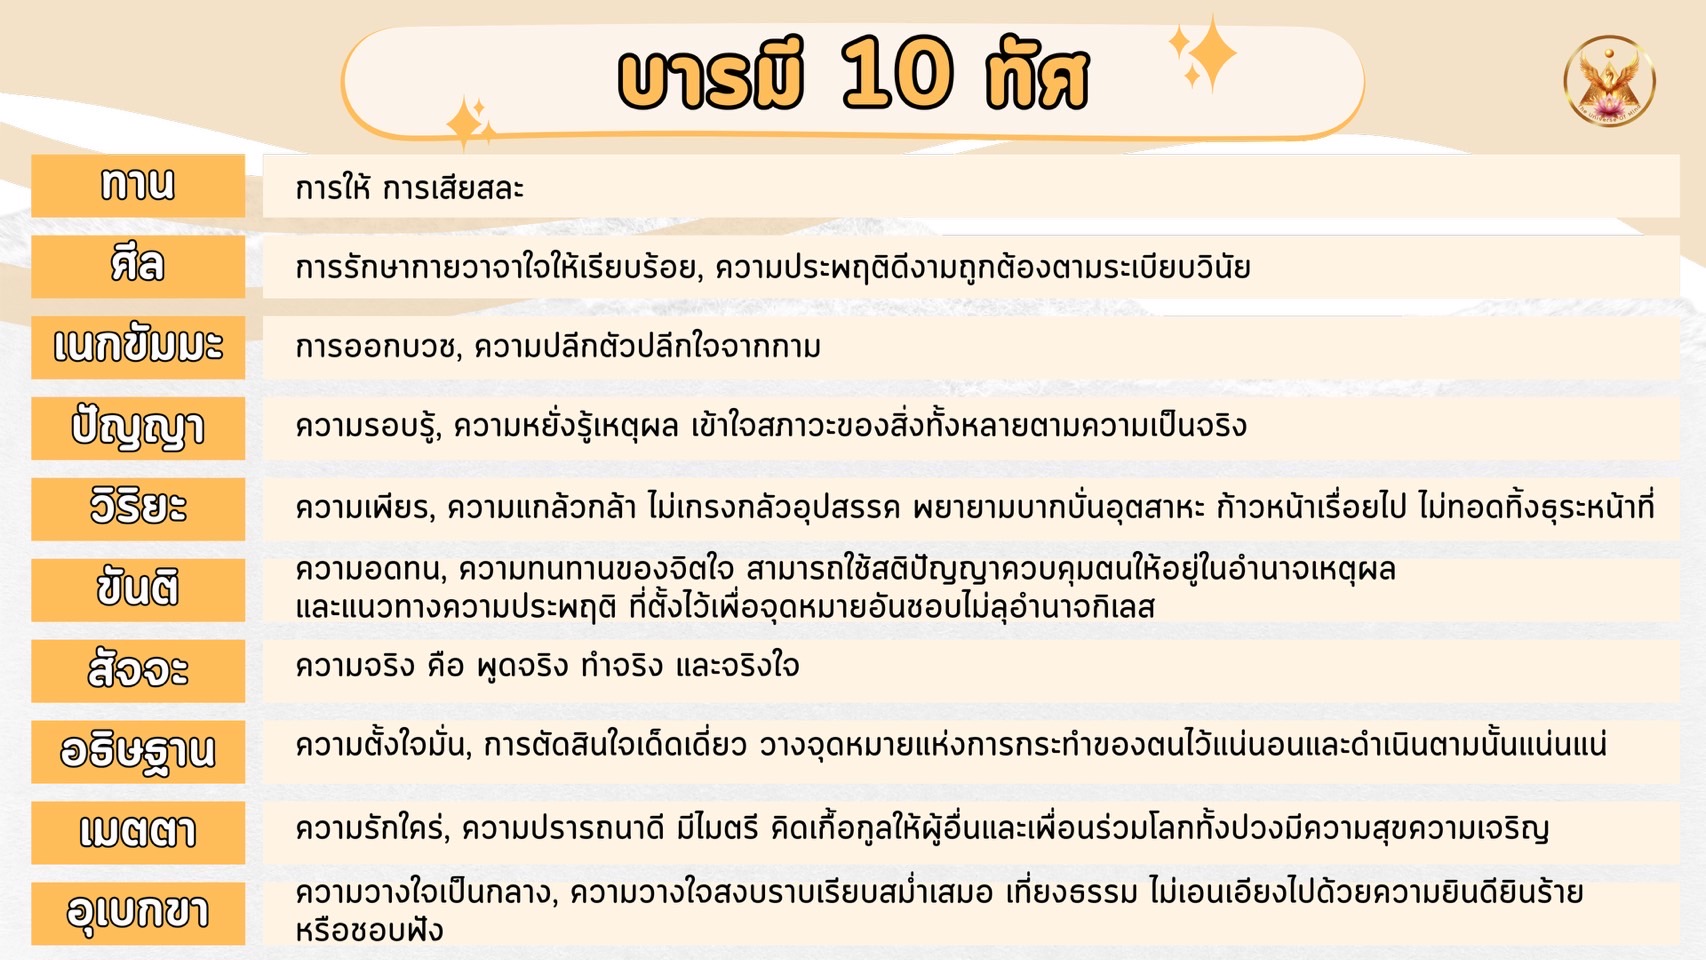 บารมี 10 ทัศ
ทาน
การให้ การเสียสละ
ศีล
การรักษากายวาจาใจให้เรียบร้อย, ความประพฤติดีงามถูกต้องตามระเบียบวินัย
เนกขัมมะ
การออกบวช, ความปลีกตัวปลีกใจจากกาม
ปัญญา
ความรอบรู้, ความหยั่งรู้เหตุผล เข้าใจสภาวะของสิ่งทั้งหลายตามความเป็นจริง
วิริยะ
ความเพียร, ความแกล้วกล้า ไม่เกรงกลัวอุปสรรค พยายามบากบั่นอุตสาหะ ก้าวหน้าเรื่อยไป ไม่ทอดทิ้งธุระหน้าที่
ขันติ
ความอดทน, ความทนทานของจิตใจ สามารถใช้สติปัญญาควบคุมตนให้อยู่ในอำนาจเหตุผล
และแนวทางความประพฤติ ที่ตั้งไว้เพื่อจุดหมายอันชอบไม่ลุอำนาจกิเลส
สัจจะ
ความจริง คือ พูดจริง ทำจริง และจริงใจ
อธิษฐาน
ความตั้งใจมั่น, การตัดสินใจเด็ดเดี่ยว วางจุดหมายแห่งการกระทำของตนไว้แน่นอนและดำเนินตามนั้นแน่นแน่
เมตตา
ความรักใคร่, ความปรารถนาดี มีไมตรี คิดเกื้อกูลให้ผู้อื่นและเพื่อนร่วมโลกทั้งปวงมีความสุขความเจริญ
อุเบกขา
ความวางใจเป็นกลาง, ความวางใจสงบราบเรียบสม่ำเสมอ เที่ยงธรรม ไม่เอนเอียงไปด้วยความยินดียินร้าย
หรือชอบฟัง
The Universe Of Mind